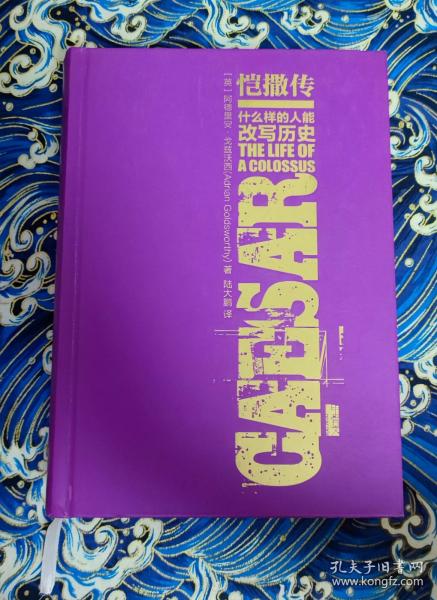 恺撒传
什么样的人能
改写历史
THE LIFE OF
A COLOSSUS
CAESAR
[英]阿德里安·戈兹沃西(Adrian Goldsworthy) 著 陆大鹏 译
孔夫子旧书网
www.kongfz.com